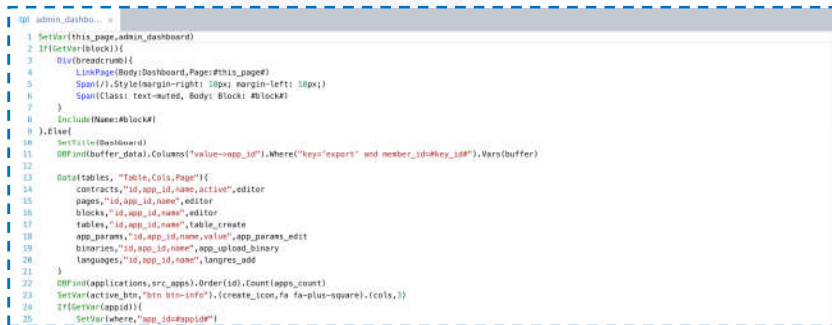 tpl admin_dashbo... ×
1 SetVar(this_page,admin_dashboard)
2 If(GetVar(block)){
3 Div(breadcrumb){
4 LinkPage(Body:Dashboard,Page:#this_page#)
5 Span(/).Style(margin-right: 10px; margin-left: 10px;)
6 Span(Class: text-muted, Body: Block: #block#)
7 }
8 Include(Name:#block#)
9 }.Else{
10 SetTitle(Dashboard)
11 DBFind(buffer_data).Columns("value->app_id").Where("key='export' and member_id=#key_id#").Vars(buffer)
12
13 Data(tables, "Table,Cols,Page"){
14 contracts,"id,app_id,name,active",editor
15 pages,"id,app_id,name",editor
16 blocks,"id,app_id,name",editor
17 tables,"id,app_id,name",table_create
18 app_params,"id,app_id,name,value",app_params_edit
19 binaries,"id,app_id,name",app_upload_binary
20 languages,"id,app_id,name",langres_add
21 }
22 DBFind(applications,src_apps).Order(id).Count(apps_count)
23 SetVar(active_btn,"btn btn-info").(create_icon,fa fa-plus-square).(cols,3)
24 If(GetVar(appid)){
25 SetVar(where,"app_id=#appid#")